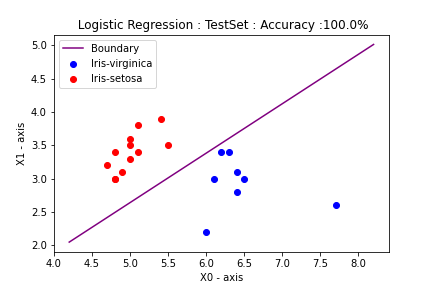 Logistic Regression : TestSet : Accuracy :100.0%
Boundary
Iris-virginica
Iris-setosa
X1 - axis
5.0
4.5
4.0
3.5
3.0
2.5
2.0
4.0 4.5 5.0 5.5 6.0 6.5 7.0 7.5 8.0
X0 - axis